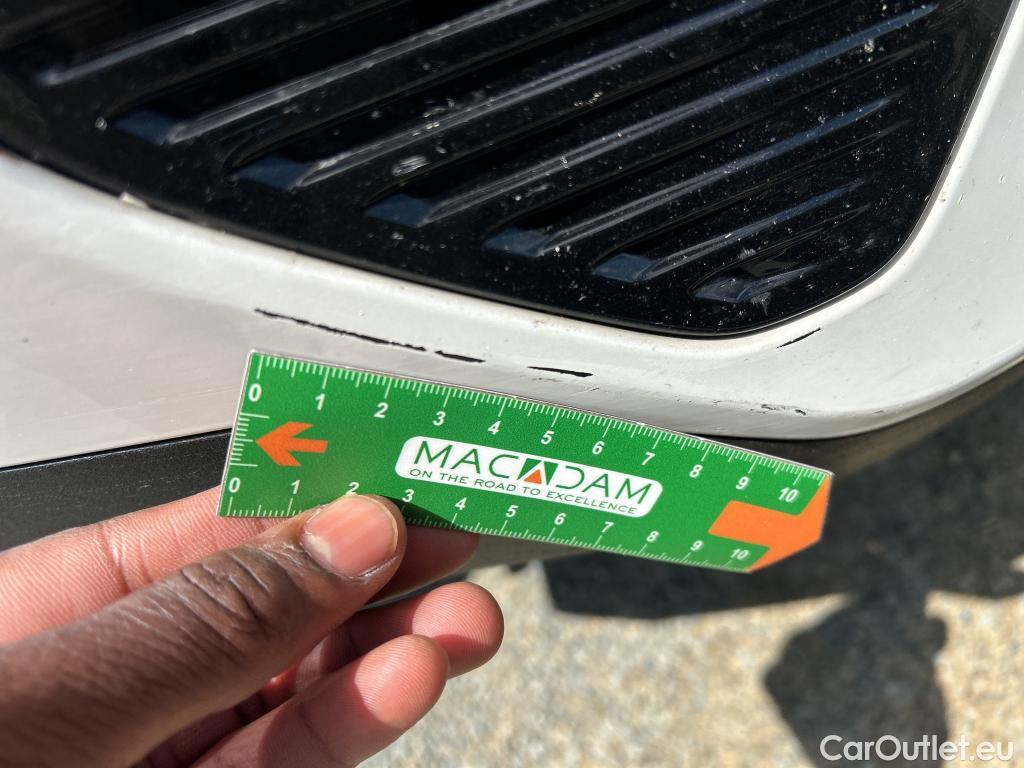 0 1 2 3 4 5 6 7 8 9 10
MACADAM
ON THE ROAD TO EXCELLENCE
0 1 2 3 4 5 6 7 8 9 10
CarOutlet.eu